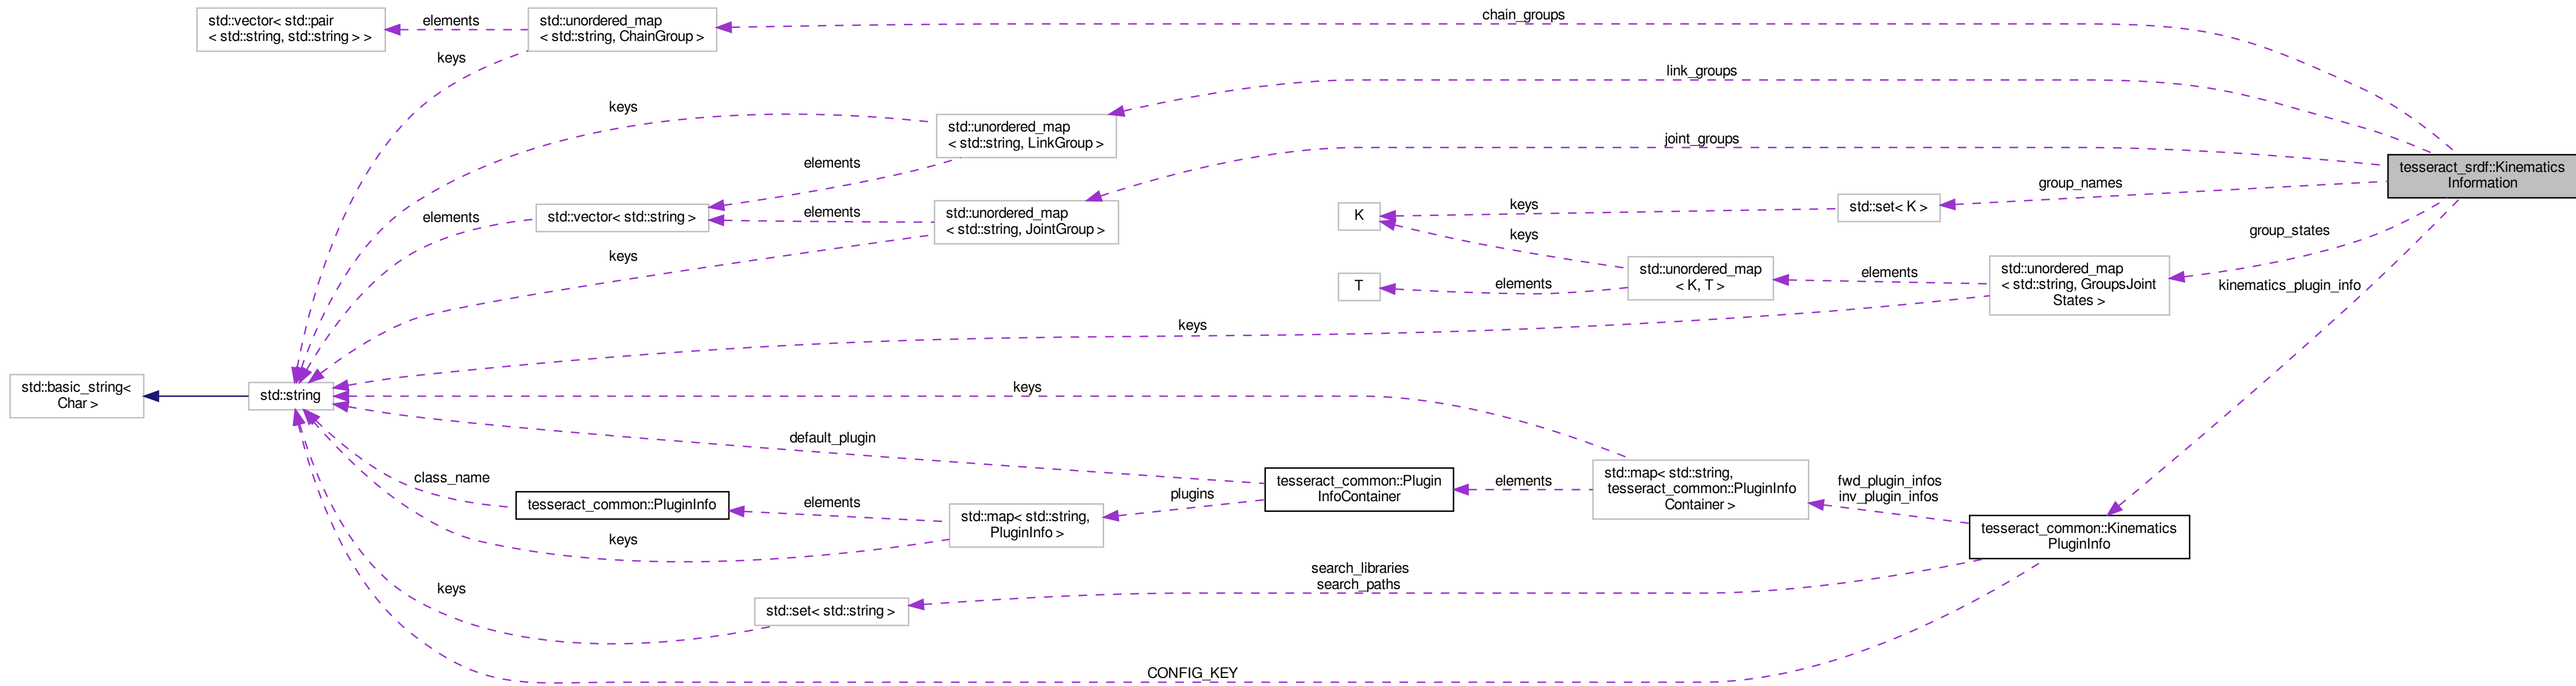 std::vector< std::pair
< std::string, std::string > >
elements
std::unordered_map
< std::string, ChainGroup >
chain_groups
keys
link_groups
keys
std::unordered_map
< std::string, LinkGroup >
joint_groups
elements
tesseract_srdf::Kinematics
Information
group_names
std::vector< std::string >
elements
elements
std::unordered_map
< std::string, JointGroup >
K
keys
std::set< K >
keys
group_states
keys
T
elements
std::unordered_map
< K, T >
elements
std::unordered_map
< std::string, GroupsJoint
States >
kinematics_plugin_info
keys
std::basic_string<
Char >
std::string
keys
default_plugin
class_name
tesseract_common::PluginInfo
elements
std::map< std::string,
PluginInfo >
plugins
tesseract_common::Plugin
InfoContainer
elements
std::map< std::string,
tesseract_common::PluginInfo
Container >
fwd_plugin_infos
inv_plugin_infos
tesseract_common::Kinematics
PluginInfo
keys
search_libraries
search_paths
keys
std::set< std::string >
CONFIG_KEY